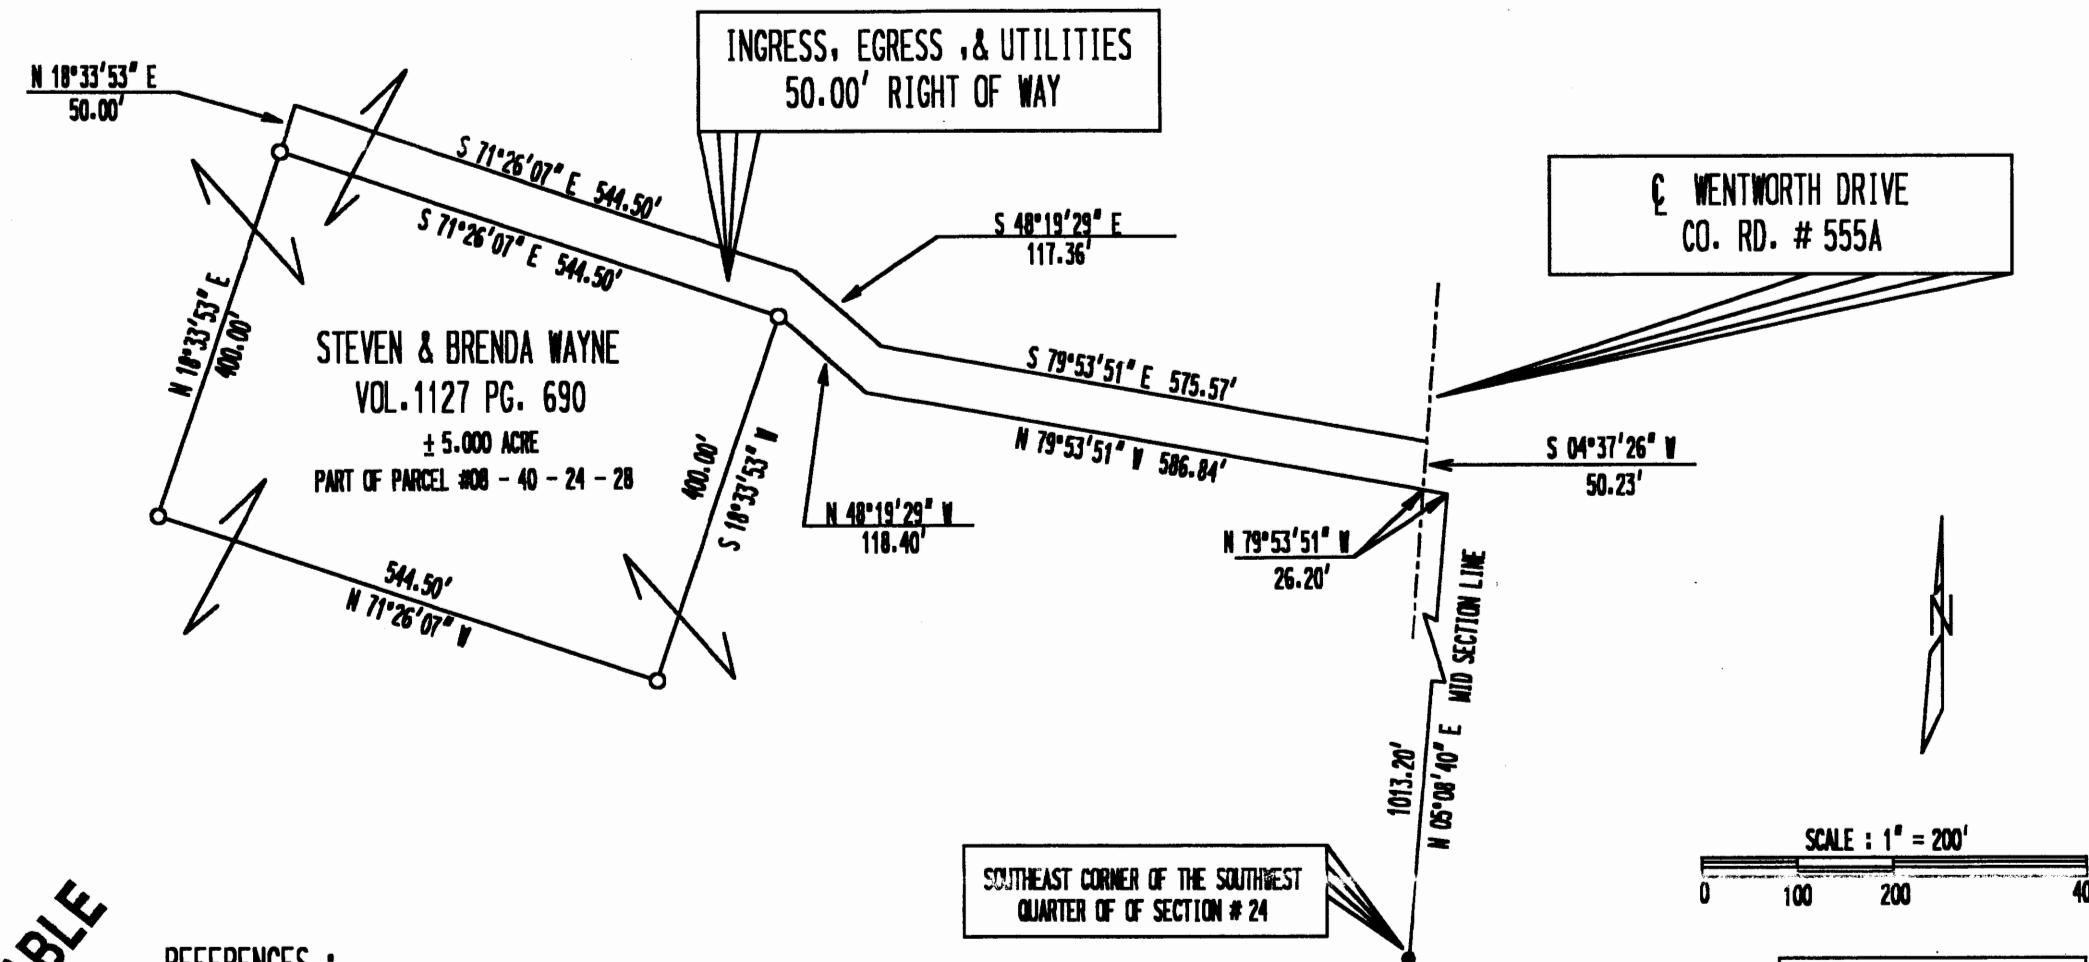 INGRESS, EGRESS ,& UTILITIES
50.00' RIGHT OF WAY
N 18°33'53" E
50.00'
S 71°26'07" E 544.50'
S 71°26'07" E 544.50'
S 48°19'29" E
117.36'
℄ WENTWORTH DRIVE
CO. RD. # 555A
N 18°33'53" E
400.00'
STEVEN & BRENDA WAYNE
VOL.1127 PG. 690
± 5.000 ACRE
PART OF PARCEL #08 - 40 - 24 - 28
S 79°53'51" E 575.57'
N 79°53'51" W 586.84'
S 04°37'26" W
50.23'
400.00'
S 18°33'53" W
N 48°19'29" W
118.40'
N 79°53'51" W
26.20'
544.50'
N 71°26'07" W
MID SECTION LINE
N 05°08'40" E
1013.20'
N
SCALE : 1" = 200'
0 100 200 40
SOUTHEAST CORNER OF THE SOUTHWEST
QUARTER OF OF SECTION # 24
ABLE
REFERENCES :